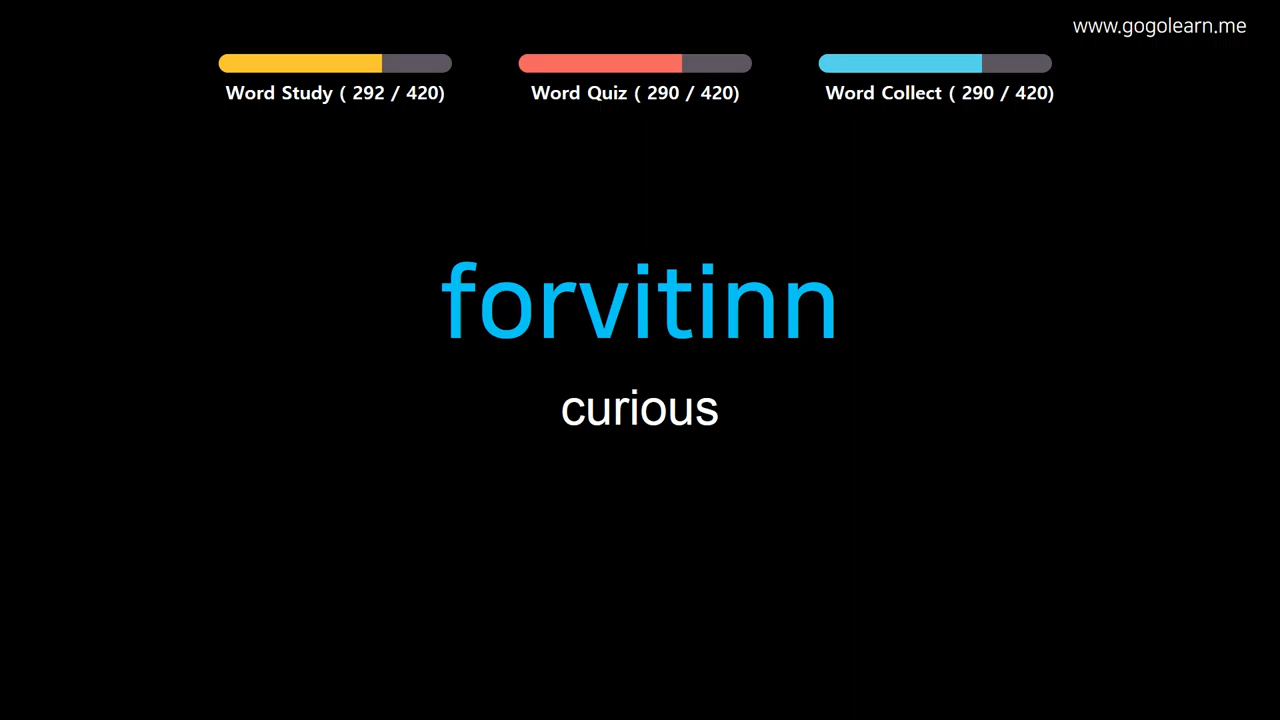 www.gogolearn.me
Word Study ( 292 / 420)
Word Quiz ( 290 / 420)
Word Collect ( 290 / 420)
forvitinn
curious